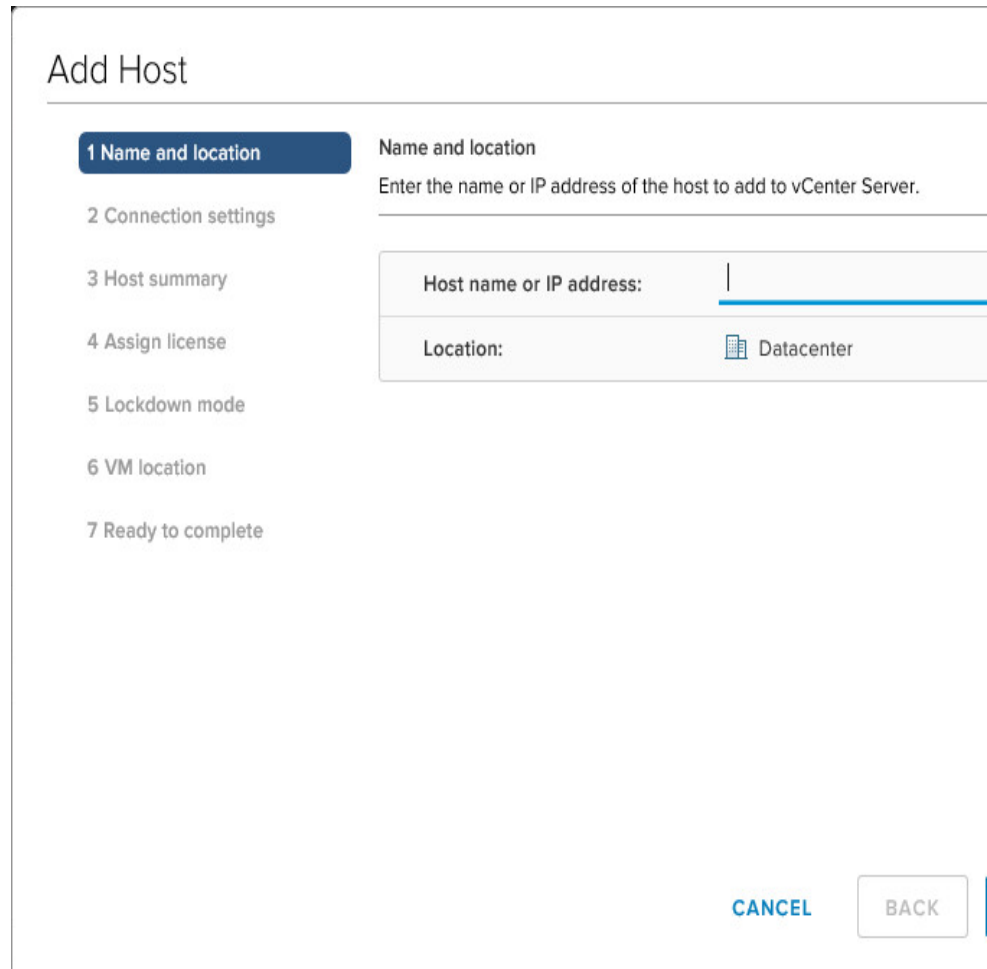 Add Host
1 Name and location
2 Connection settings
3 Host summary
4 Assign license
5 Lockdown mode
6 VM location
7 Ready to complete
Name and location
Enter the name or IP address of the host to add to vCenter Server.
Host name or IP address:
Location: Datacenter
CANCEL BACK